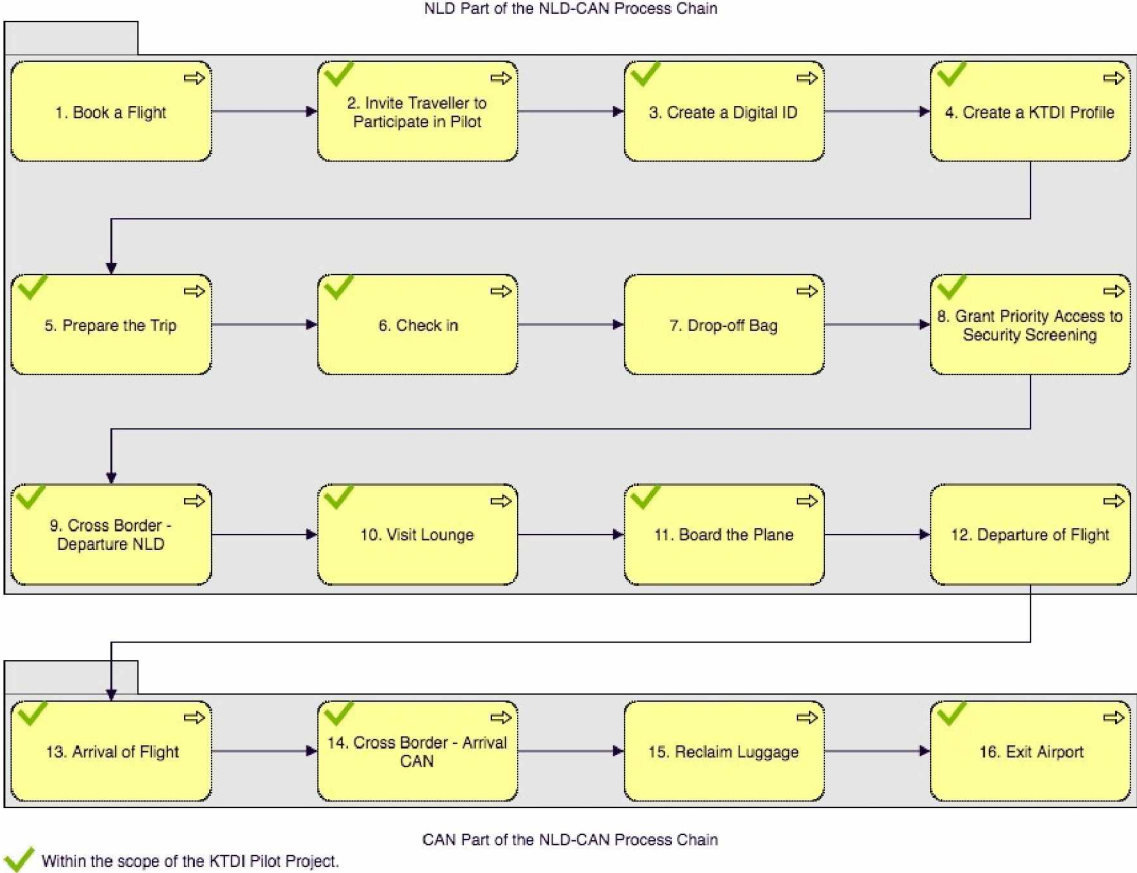 NLD Part of the NLD-CAN Process Chain
1. Book a Flight
2. Invite Traveller to
Participate in Pilot
3. Create a Digital ID
4. Create a KTDI Profile
5. Prepare the Trip
6. Check in
7. Drop-off Bag
8. Grant Priority Access to
Security Screening
9. Cross Border -
Departure NLD
10. Visit Lounge
11. Board the Plane
12. Departure of Flight
13. Arrival of Flight
14. Cross Border - Arrival
CAN
15. Reclaim Luggage
16. Exit Airport
CAN Part of the NLD-CAN Process Chain
Within the scope of the KTDI Pilot Project.